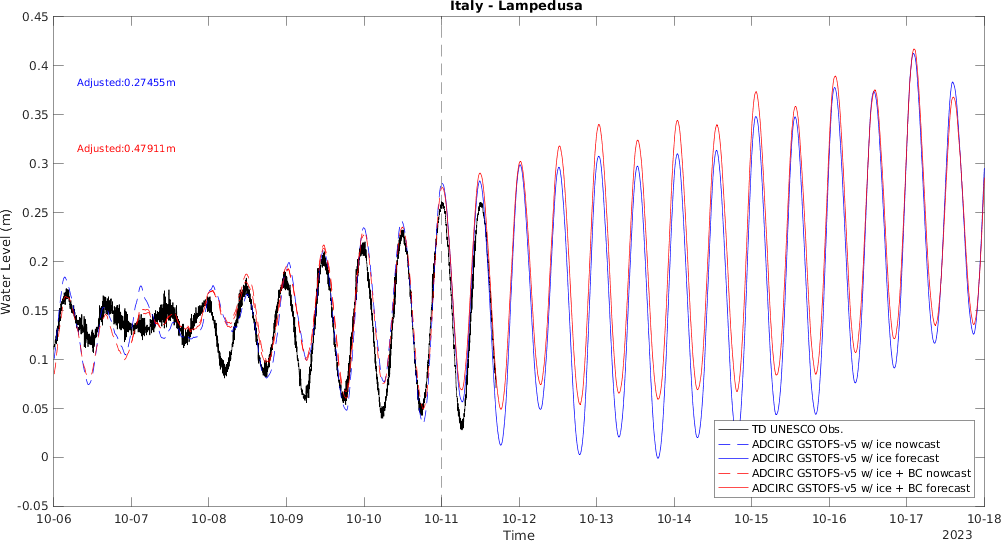 Italy - Lampedusa
0.45
0.4
0.35
0.3
0.25
0.2
0.15
0.1
0.05
0
-0.05
Water Level (m)
Adjusted:0.27455m
Adjusted:0.47911m
TD UNESCO Obs.
ADCIRC GSTOFS-v5 w/ ice nowcast
ADCIRC GSTOFS-v5 w/ ice forecast
ADCIRC GSTOFS-v5 w/ ice + BC nowcast
ADCIRC GSTOFS-v5 w/ ice + BC forecast
10-06 10-07 10-08 10-09 10-10 10-11 10-12 10-13 10-14 10-15 10-16 10-17 10-18
Time
2023